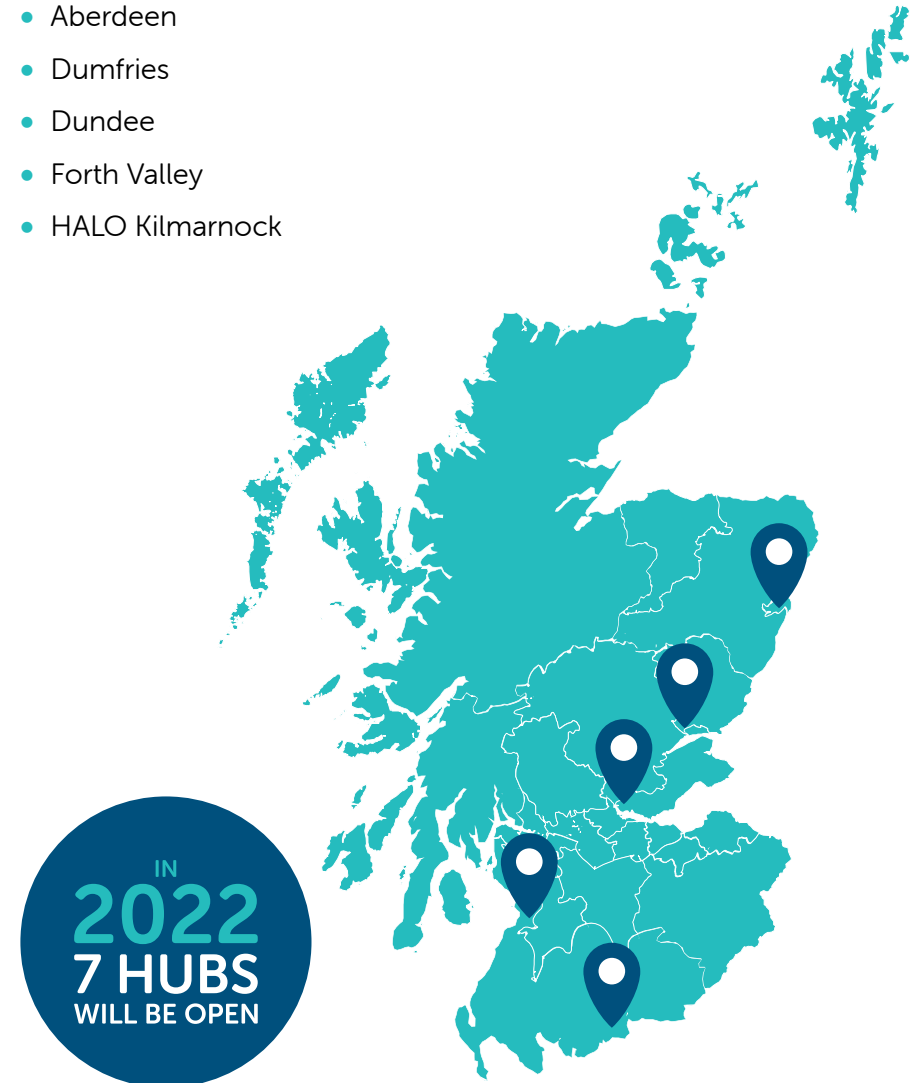 • Aberdeen
• Dumfries
• Dundee
• Forth Valley
• HALO Kilmarnock
IN
2022
7 HUBS
WILL BE OPEN